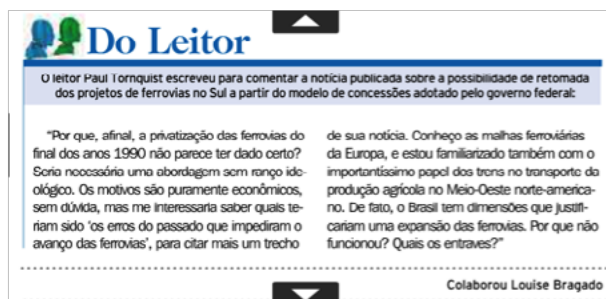 Do Leitor
O leitor Paul Tornquist escreveu para comentar a notícia publicada sobre a possibilidade de retomada
dos projetos de ferrovias no Sul a partir do modelo de concessões adotado pelo governo federal:
"Por que, afinal, a privatização das ferrovias do
final dos anos 1990 não parece ter dado certo?
Seria necessária uma abordagem sem ranço ide-
ológico. Os motivos são puramente econômicos,
sem dúvida, mas me interessaria saber quais te-
riam sido 'os erros do passado que impediram o
avanço das ferrovias', para citar mais um trecho
de sua notícia. Conheço as malhas ferroviárias
da Europa, e estou familiarizado também com o
importantíssimo papel dos trens no transporte da
produção agrícola no Meio-Oeste norte-america-
no. De fato, o Brasil tem dimensões que justifi-
cariam uma expansão das ferrovias. Por que não
funcionou? Quais os entraves?"
Colaborou Louise Bragado